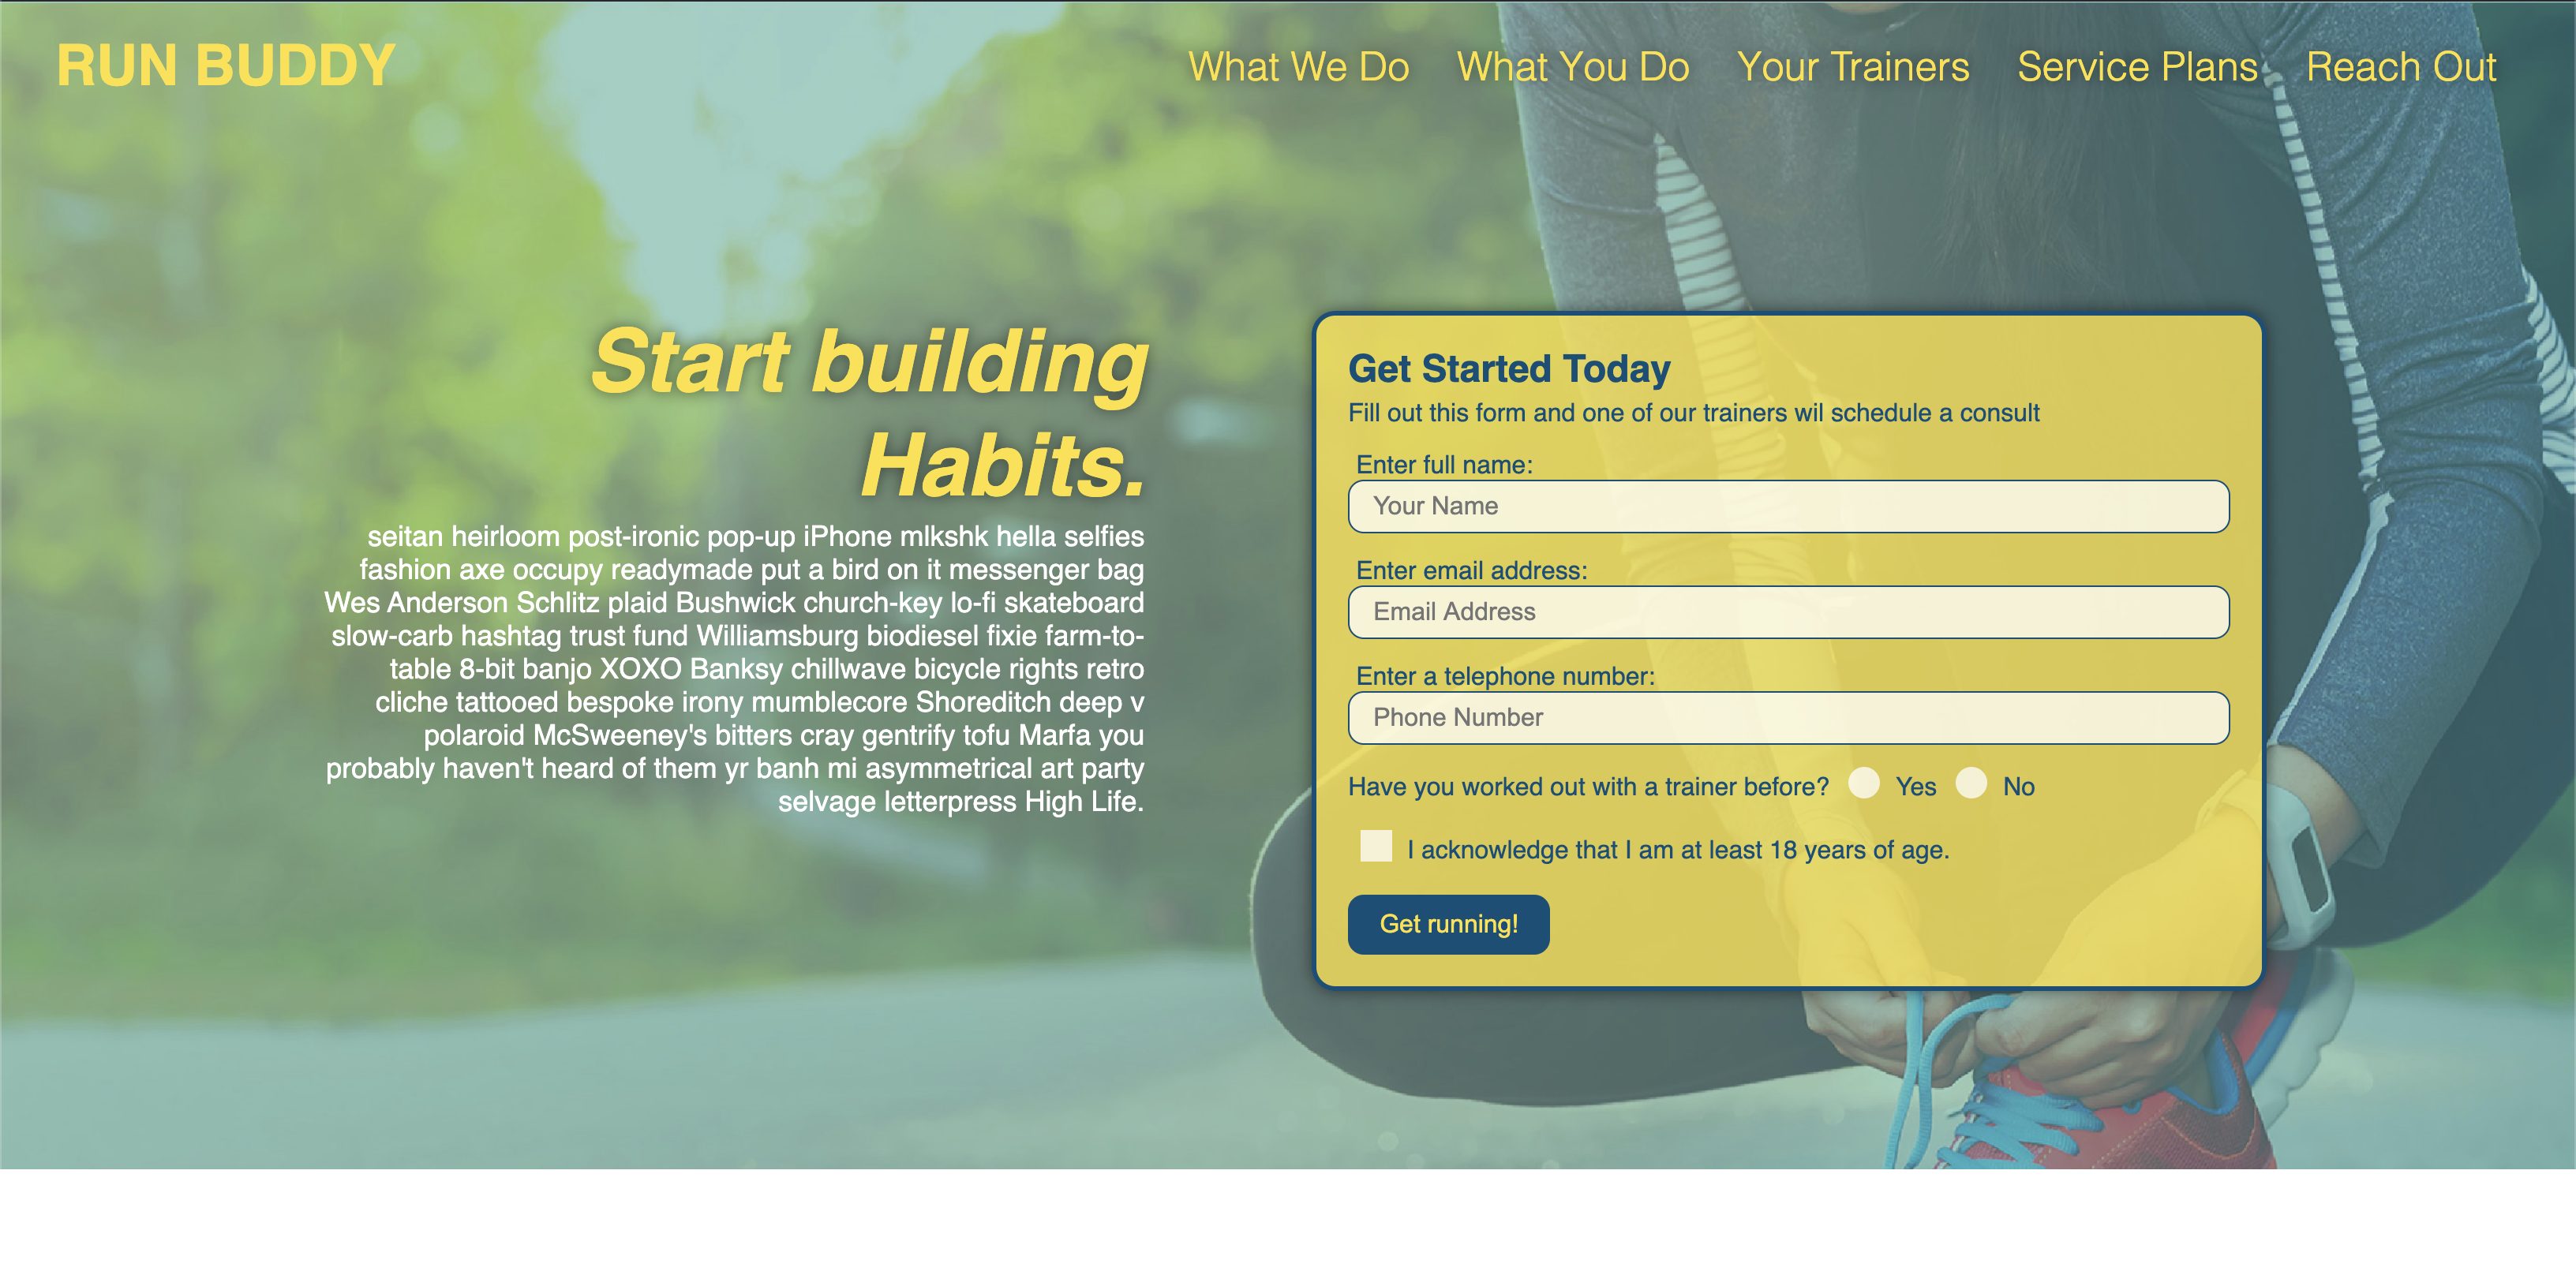 RUN BUDDY
What We Do What You Do Your Trainers Service Plans Reach Out
Start building
Habits.
seitan heirloom post-ironic pop-up iPhone mlkshk hella selfies
fashion axe occupy readymade put a bird on it messenger bag
Wes Anderson Schlitz plaid Bushwick church-key lo-fi skateboard
slow-carb hashtag trust fund Williamsburg biodiesel fixie farm-to-
table 8-bit banjo XOXO Banksy chillwave bicycle rights retro
cliche tattooed bespoke irony mumblecore Shoreditch deep v
polaroid McSweeney's bitters cray gentrify tofu Marfa you
probably haven't heard of them yr banh mi asymmetrical art party
selvage letterpress High Life.
Get Started Today
Fill out this form and one of our trainers wil schedule a consult
Enter full name:
Your Name
Enter email address:
Email Address
Enter a telephone number:
Phone Number
Have you worked out with a trainer before? Yes No
I acknowledge that I am at least 18 years of age.
Get running!